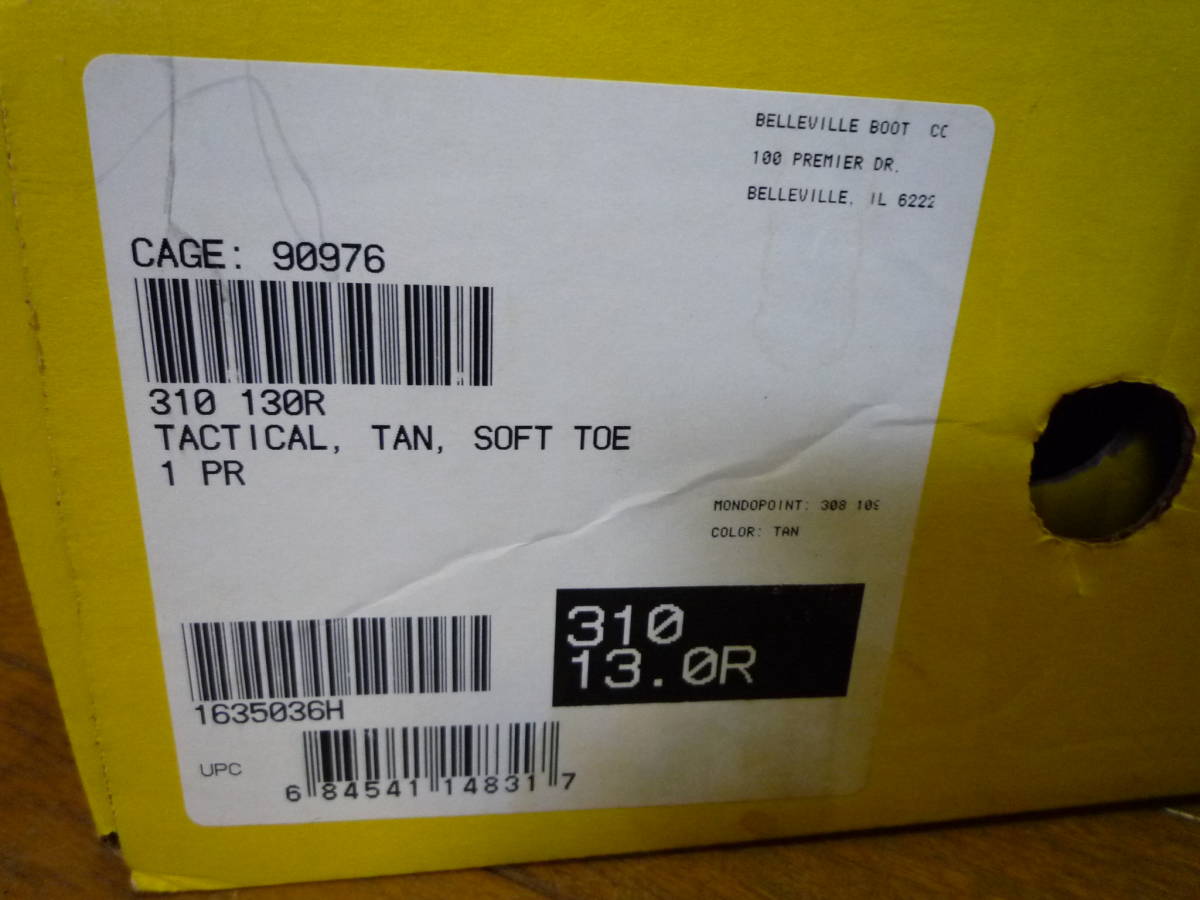 BELLEVILLE BOOT CC
100 PREMIER DR.
BELLEVILLE, IL 6222
CAGE: 90976
310 130R
TACTICAL, TAN, SOFT TOE
1 PR
MONDOPOINT: 308 109
COLOR: TAN
310
13.0R
1635036H
UPC
6 84541 14831 7